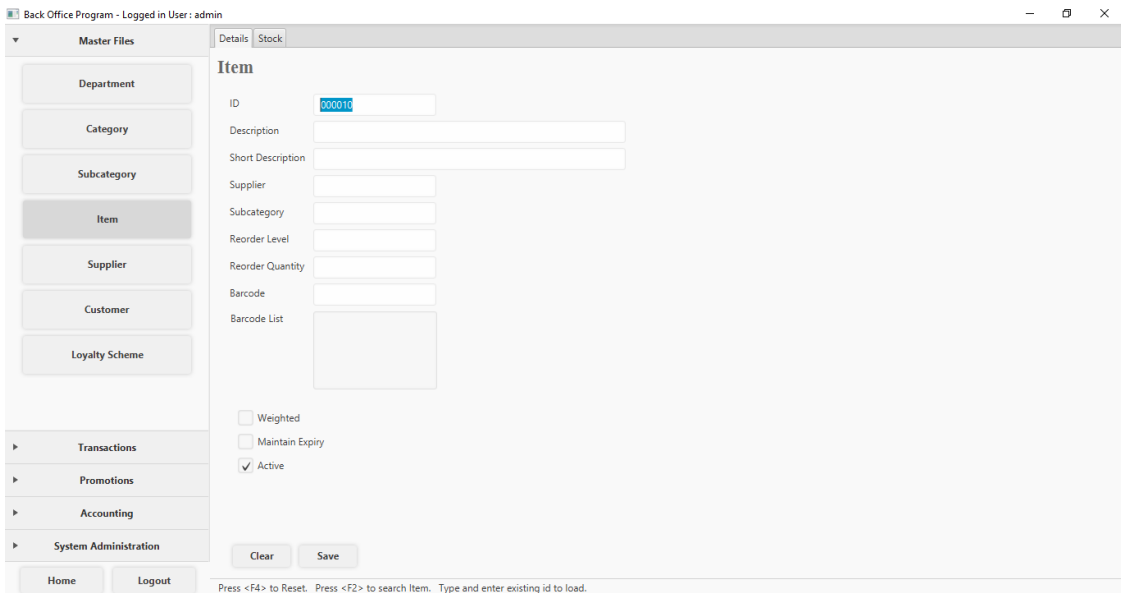 Back Office Program - Logged in User : admin
Master Files
Department
Category
Subcategory
Item
Supplier
Customer
Loyalty Scheme
Transactions
Promotions
Accounting
System Administration
Home Logout
Details Stock
Item
ID 000010
Description
Short Description
Supplier
Subcategory
Reorder Level
Reorder Quantity
Barcode
Barcode List
Weighted
Maintain Expiry
Active
Clear Save
Press <F4> to Reset. Press <F2> to search Item. Type and enter existing id to load.